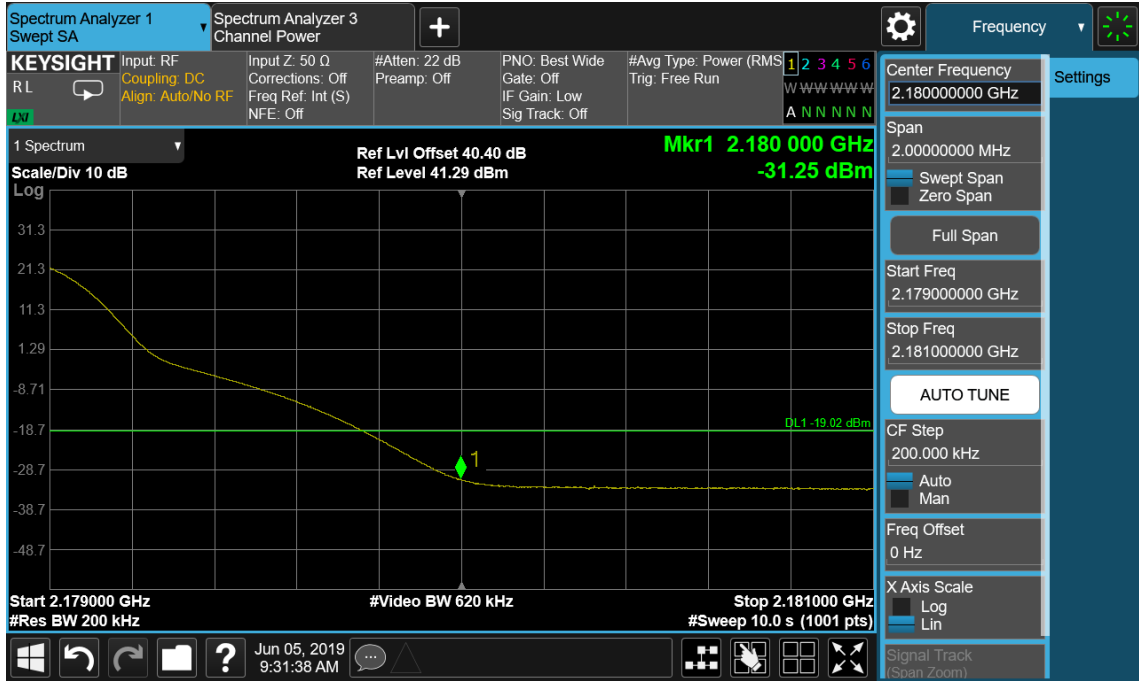 Spectrum Analyzer 1
Swept SA
Spectrum Analyzer 3
Channel Power
Frequency
KEYSIGHT
R L
LXI
Input: RF
Coupling: DC
Align: Auto/No RF
Input Z: 50 Ω
Corrections: Off
Freq Ref: Int (S)
NFE: Off
#Atten: 22 dB
Preamp: Off
PNO: Best Wide
Gate: Off
IF Gain: Low
Sig Track: Off
#Avg Type: Power (RMS
Trig: Free Run
1 2 3 4 5 6
W W W W W W
A N N N N N
1 Spectrum
Scale/Div 10 dB
Log
Ref Lvl Offset 40.40 dB
Ref Level 41.29 dBm
Mkr1 2.180 000 GHz
-31.25 dBm
31.3
21.3
11.3
1.29
-8.71
-18.7
-28.7
-38.7
-48.7
DL1 -19.02 dBm
1
Start 2.179000 GHz
#Res BW 200 kHz
#Video BW 620 kHz
Stop 2.181000 GHz
#Sweep 10.0 s (1001 pts)
Center Frequency
2.180000000 GHz
Settings
Span
2.00000000 MHz
Swept Span
Zero Span
Full Span
Start Freq
2.179000000 GHz
Stop Freq
2.181000000 GHz
AUTO TUNE
CF Step
200.000 kHz
Auto
Man
Freq Offset
0 Hz
X Axis Scale
Log
Lin
Signal Track
(Span Zoom)
?
Jun 05, 2019
9:31:38 AM